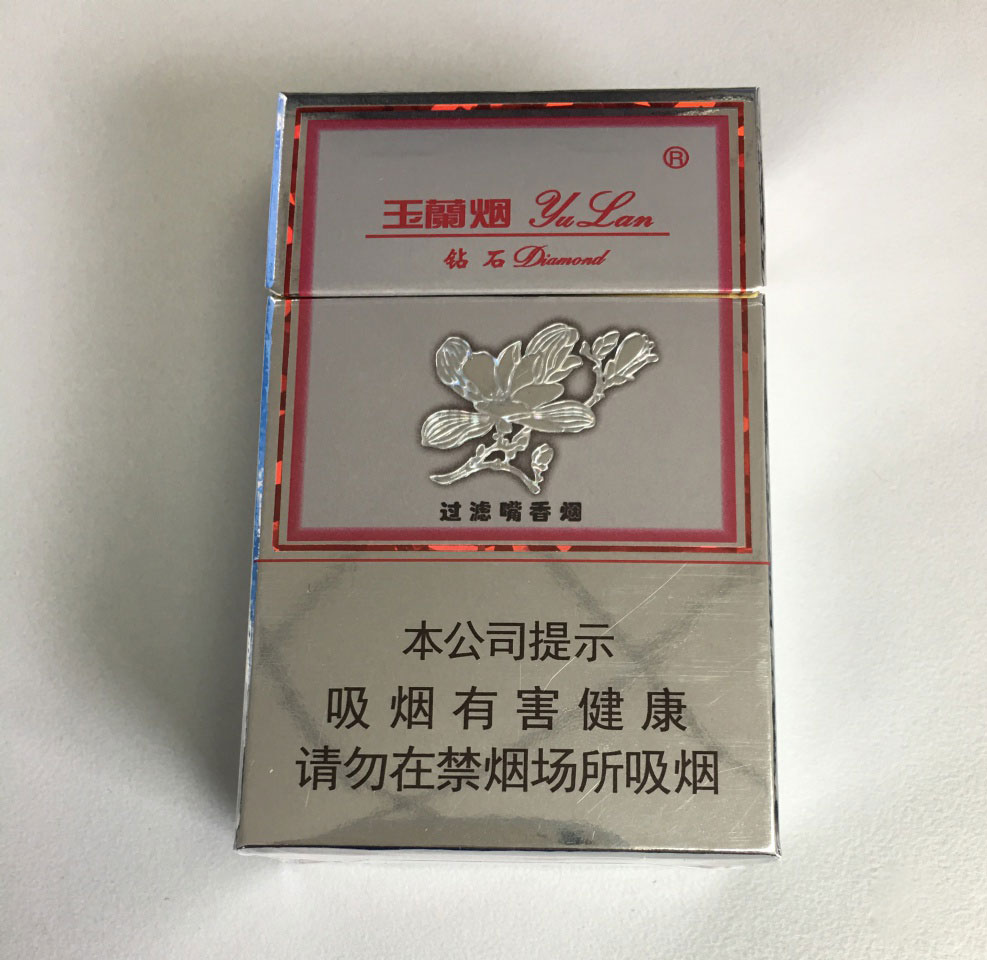 ®
玉蘭烟 Yu Lan
钻石 Diamond
过滤嘴香烟
本公司提示
吸烟有害健康
请勿在禁烟场所吸烟